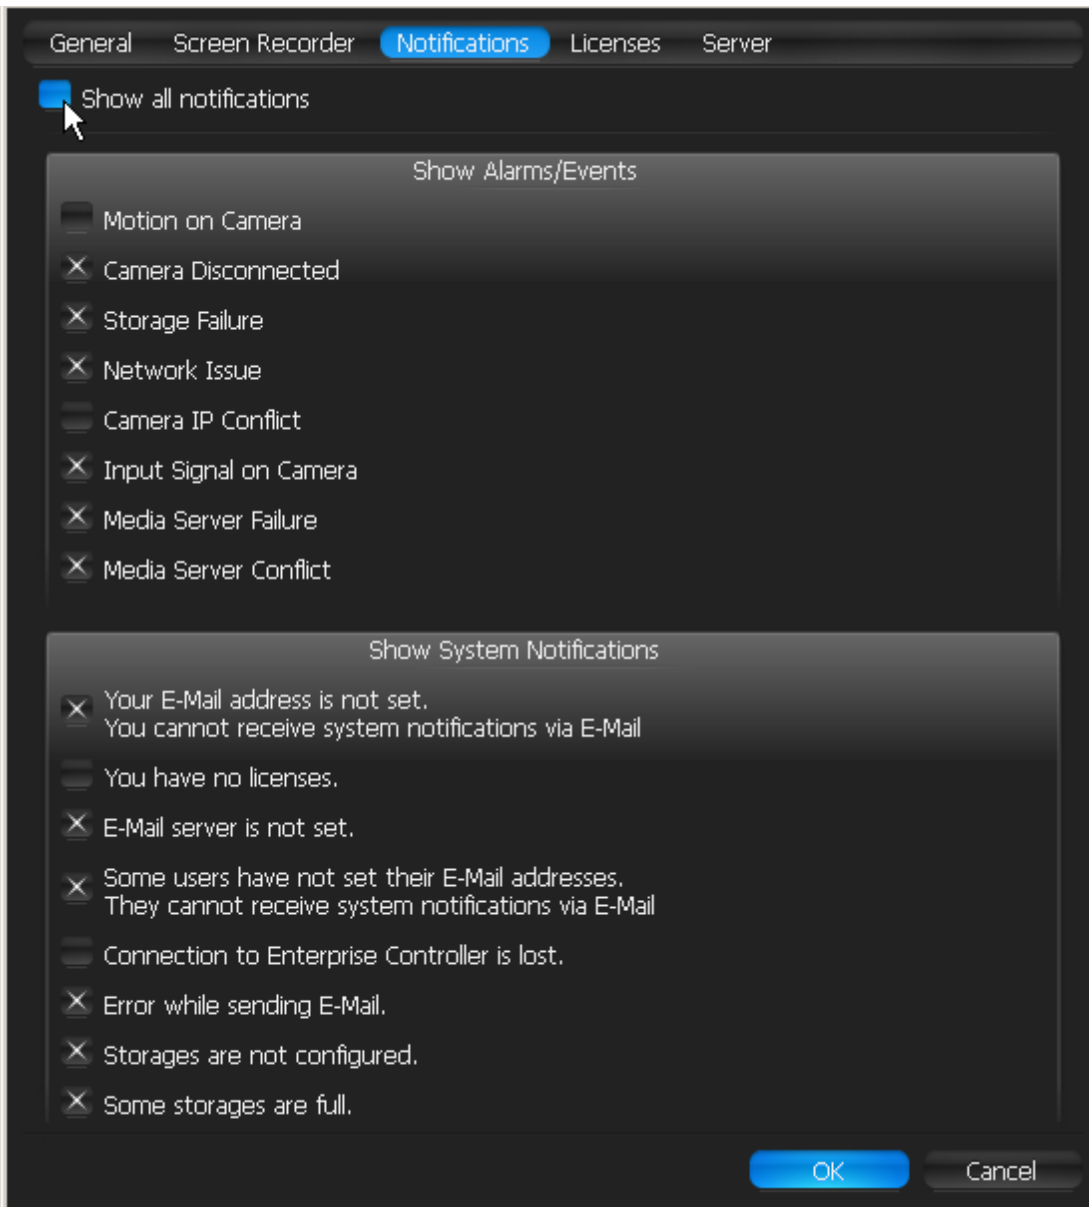 General Screen Recorder Notifications Licenses Server
Show all notifications
Show Alarms/Events
Motion on Camera
Camera Disconnected
Storage Failure
Network Issue
Camera IP Conflict
Input Signal on Camera
Media Server Failure
Media Server Conflict
Show System Notifications
Your E-Mail address is not set.
You cannot receive system notifications via E-Mail
You have no licenses.
E-Mail server is not set.
Some users have not set their E-Mail addresses.
They cannot receive system notifications via E-Mail
Connection to Enterprise Controller is lost.
Error while sending E-Mail.
Storages are not configured.
Some storages are full.
OK Cancel